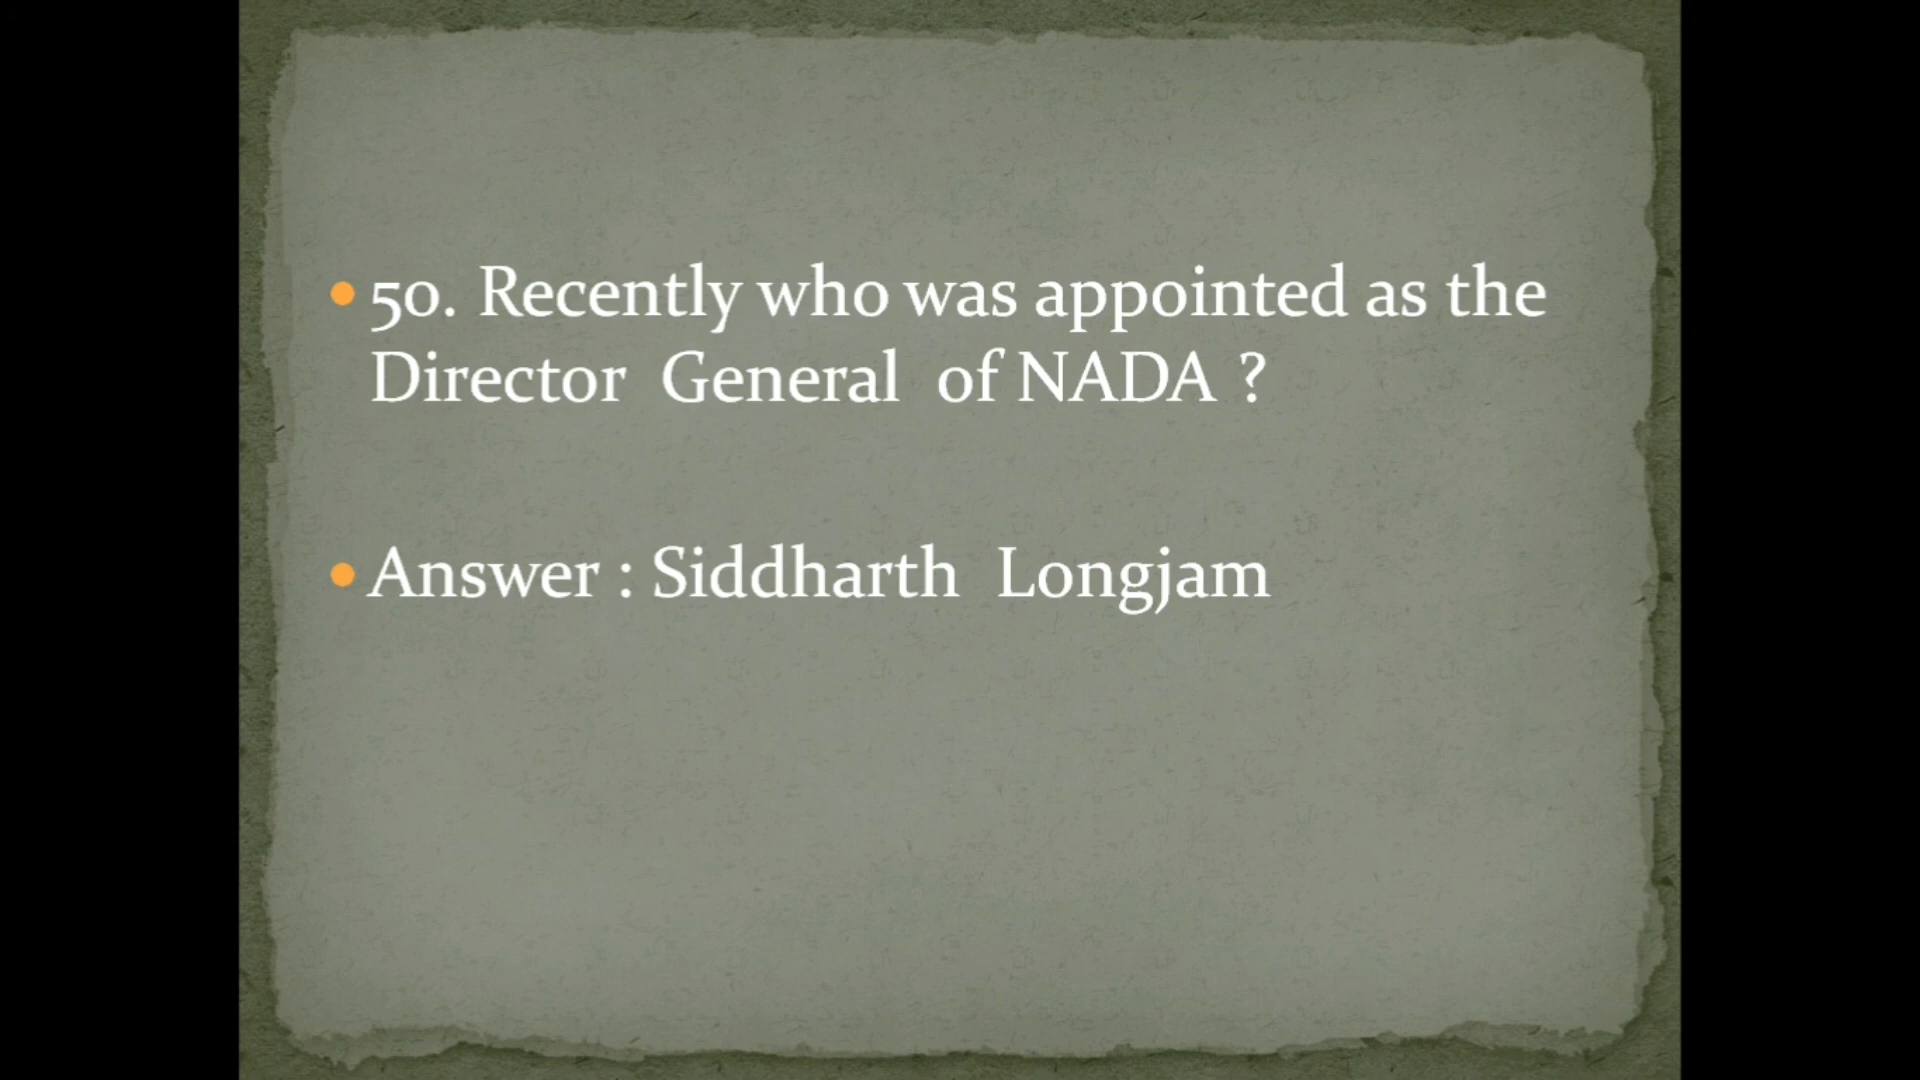 • 50. Recently who was appointed as the
Director General of NADA ?
• Answer : Siddharth Longjam